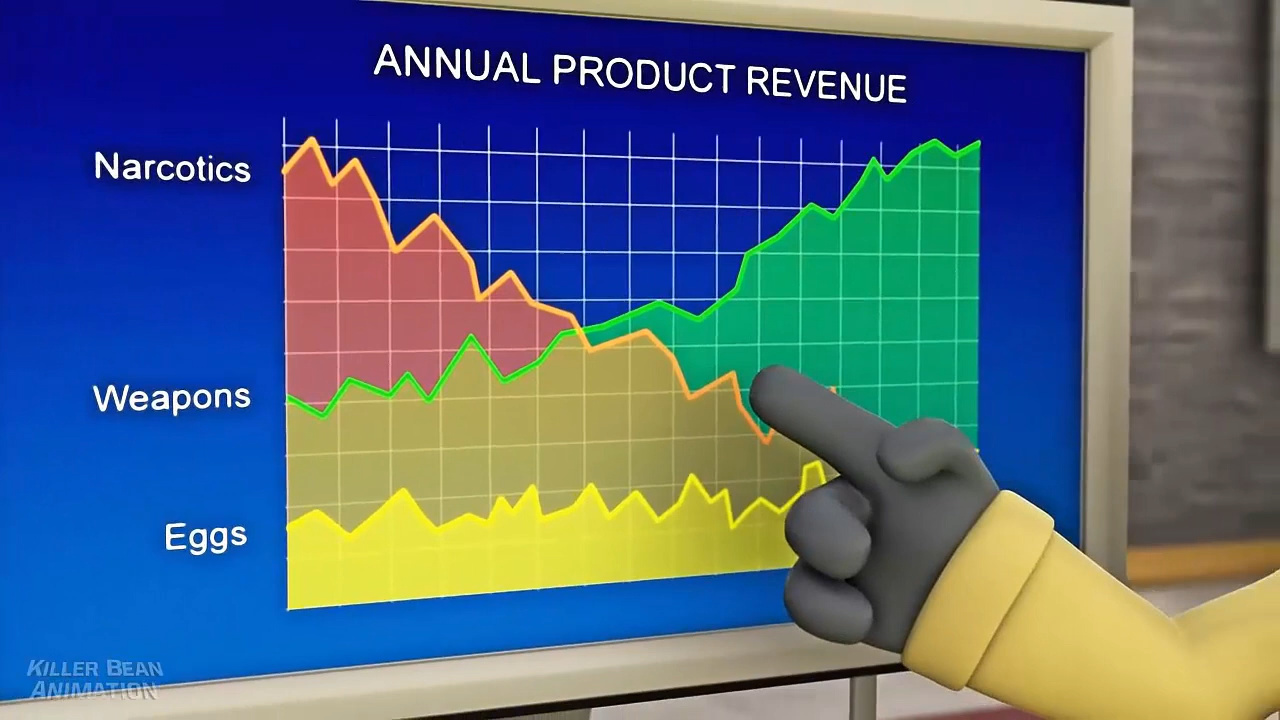 ANNUAL PRODUCT REVENUE
Narcotics
Weapons
Eggs
KILLER BEAN
ANIMATION